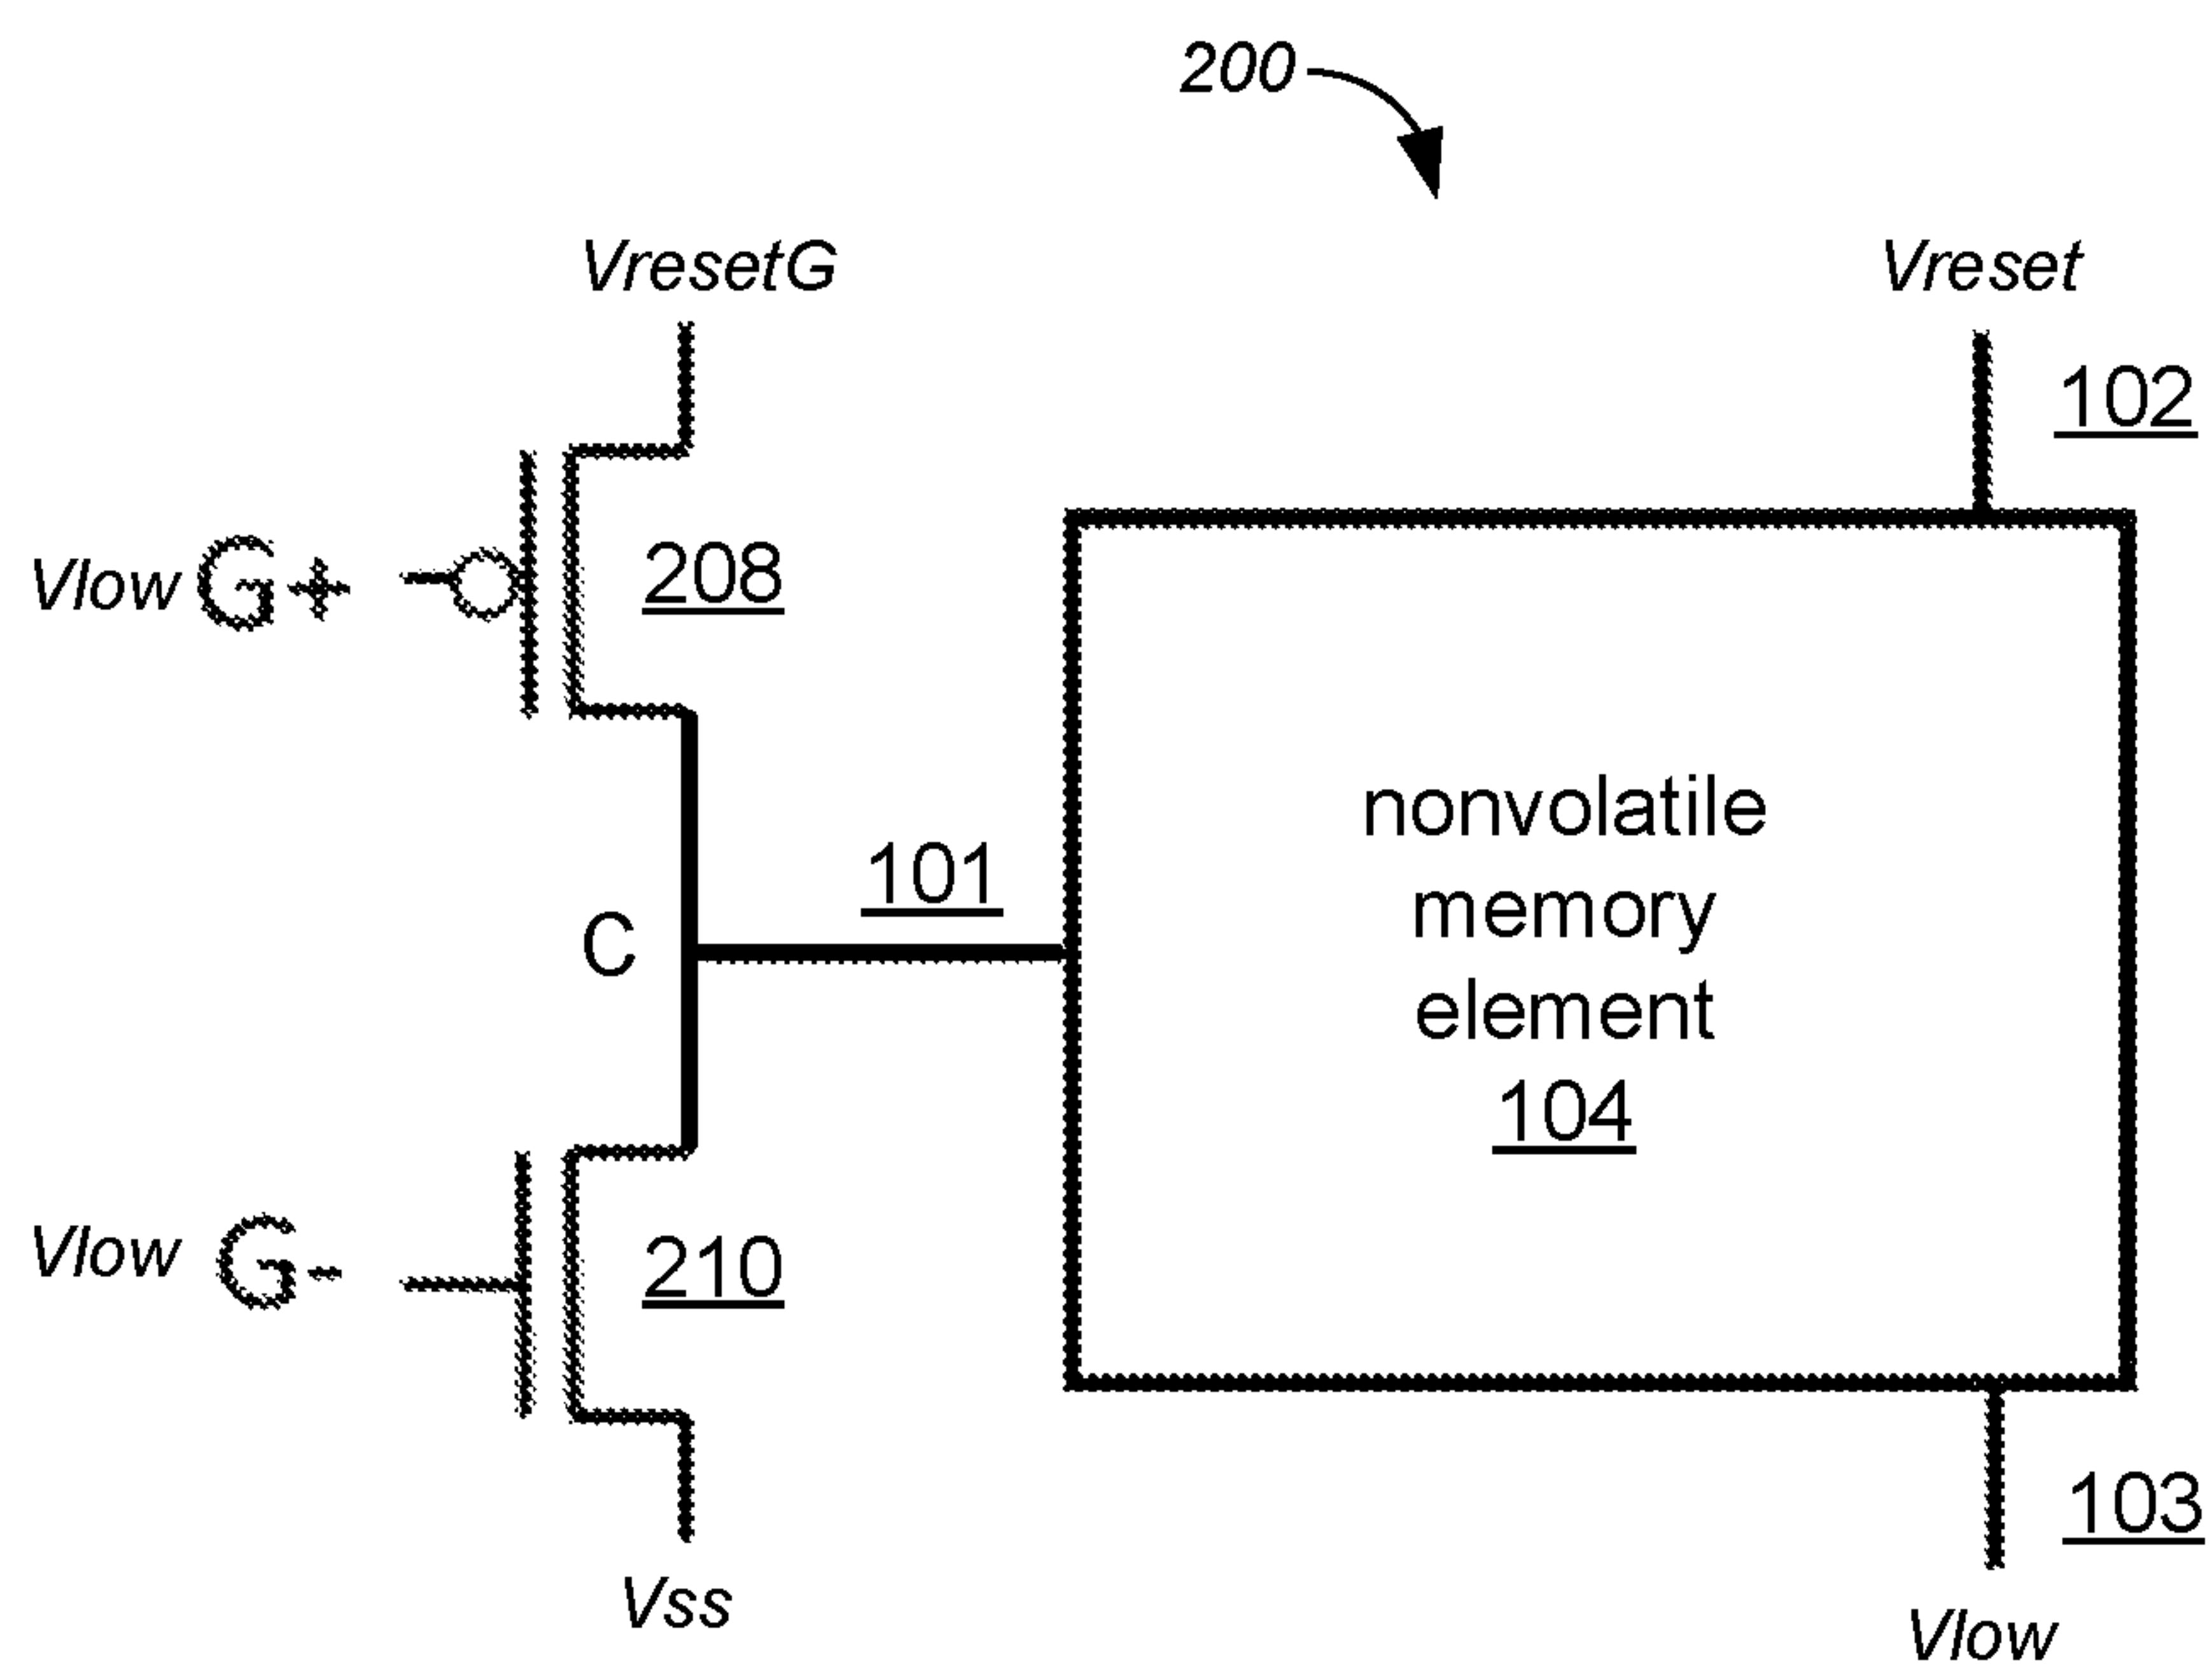 200
VresetG
Vreset
102
Vlow G+
208
101
C
nonvolatile
memory
element
104
Vlow G-
210
103
Vss
Vlow